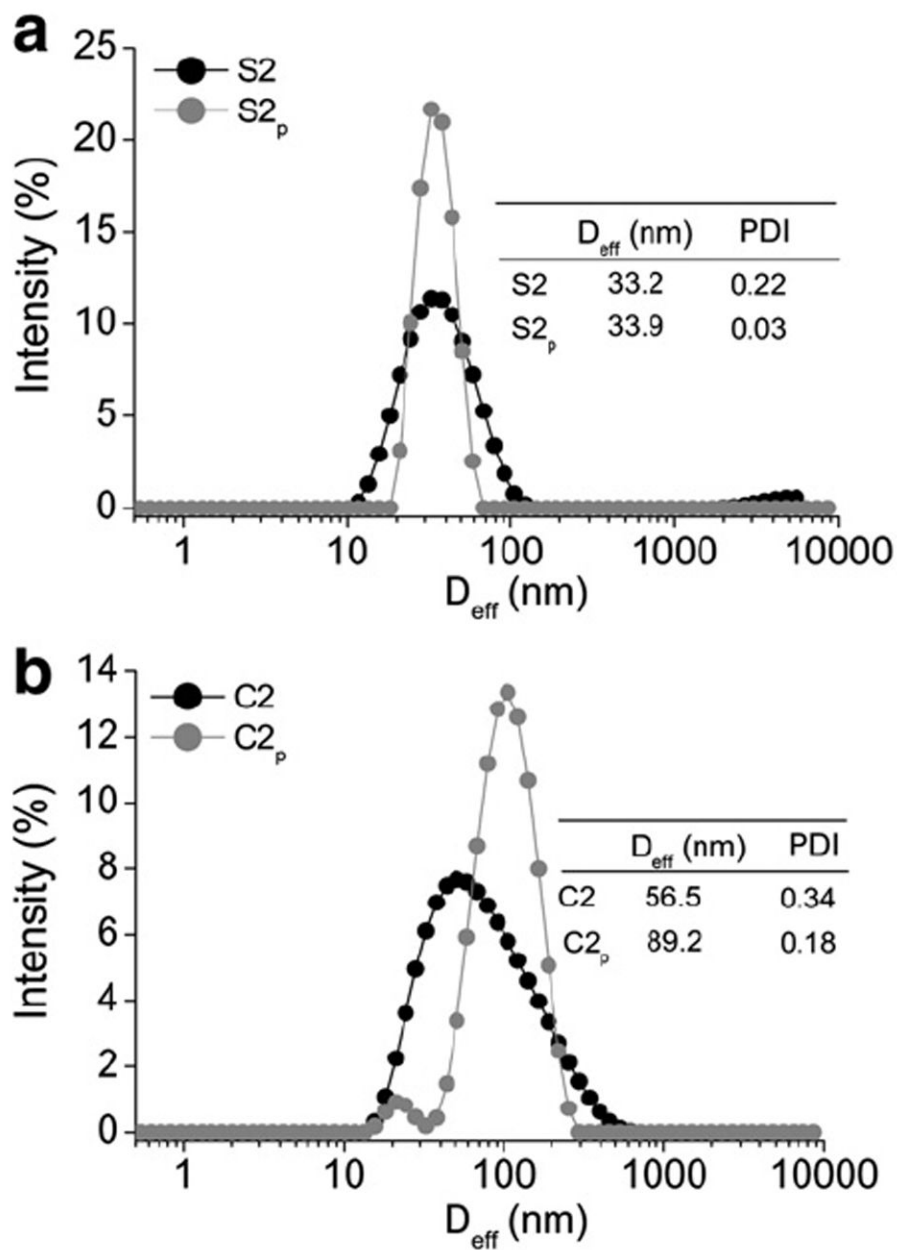 a
25
20
15
10
5
0
Intensity (%)
S2
S2p
Deff (nm) PDI
S2 33.2 0.22
S2p 33.9 0.03
1 10 100 1000 10000
Deff (nm)
b
14
12
10
8
6
4
2
0
Intensity (%)
C2
C2p
Deff (nm) PDI
C2 56.5 0.34
C2p 89.2 0.18
1 10 100 1000 10000
Deff (nm)